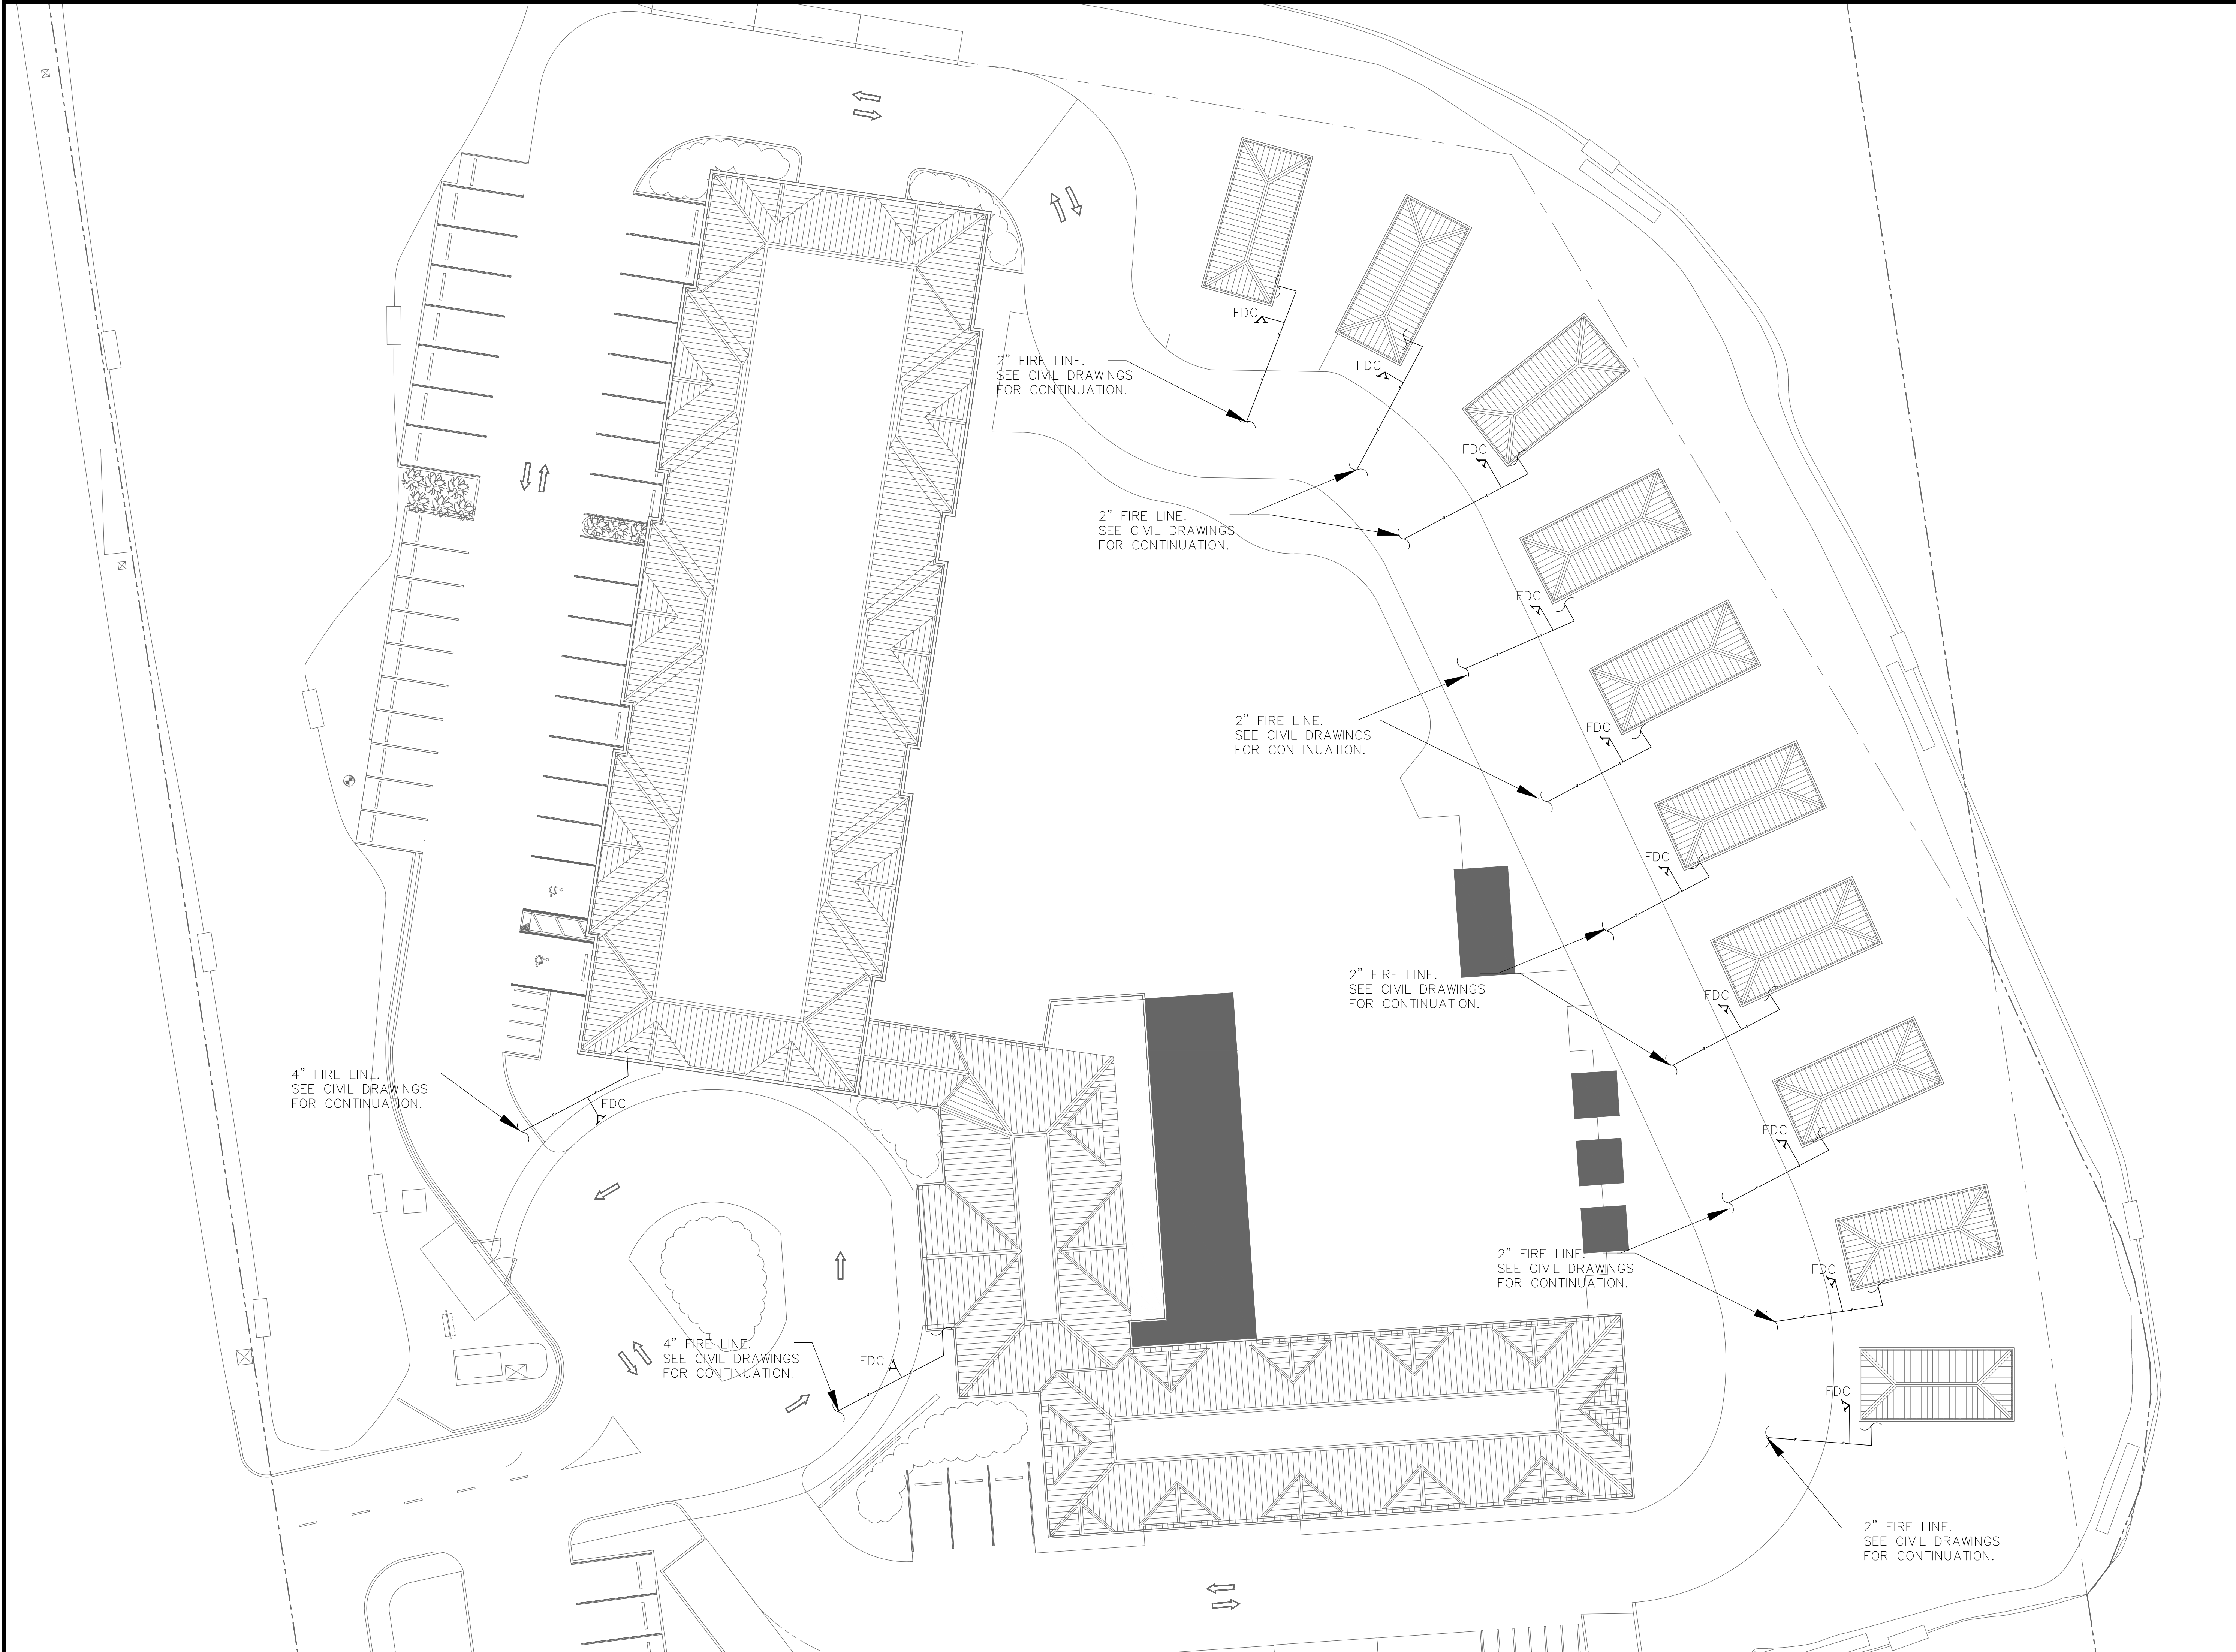 FDC
2” FIRE LINE.
SEE CIVIL DRAWINGS
FOR CONTINUATION.
FDC
FDC
2” FIRE LINE.
SEE CIVIL DRAWINGS
FOR CONTINUATION.
FDC
2” FIRE LINE.
SEE CIVIL DRAWINGS
FOR CONTINUATION.
FDC
FDC
2” FIRE LINE.
SEE CIVIL DRAWINGS
FOR CONTINUATION.
FDC
4” FIRE LINE.
SEE CIVIL DRAWINGS
FOR CONTINUATION.
FDC
FDC
2” FIRE LINE.
SEE CIVIL DRAWINGS
FOR CONTINUATION.
FDC
4” FIRE LINE.
SEE CIVIL DRAWINGS
FOR CONTINUATION.
FDC
FDC
2” FIRE LINE.
SEE CIVIL DRAWINGS
FOR CONTINUATION.